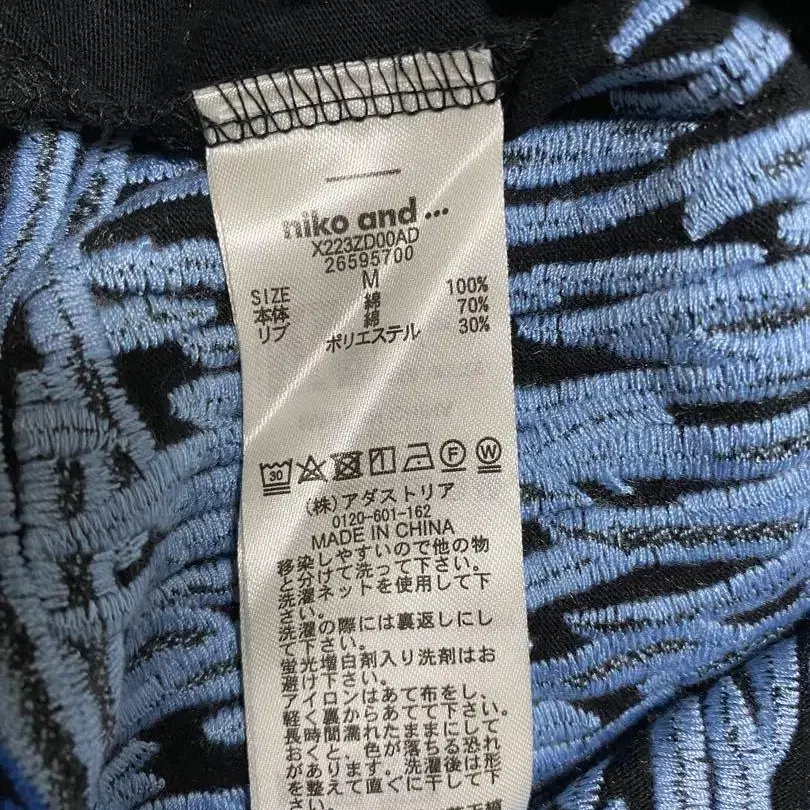 niko and ...
X223ZD00AD
26595700
SIZE M
本体 綿 100%
リブ 綿 70%
ポリエステル 30%
30 F W
(株)アダストリア
0120-601-162
MADE IN CHINA
移染しやすいので他の物
と分けて洗って下さい。
洗濯ネットを使用して下
さい。
洗濯の際には裏返しにし
て下さい。
蛍光増白剤入り洗剤はお
避け下さい。
アイロンはあて布をし、
軽く裏からあてて下さい。
長時間濡れたままにして
おくと、色が落ちる恐れ
があります。洗濯後は形
を整えて直ぐに干して下